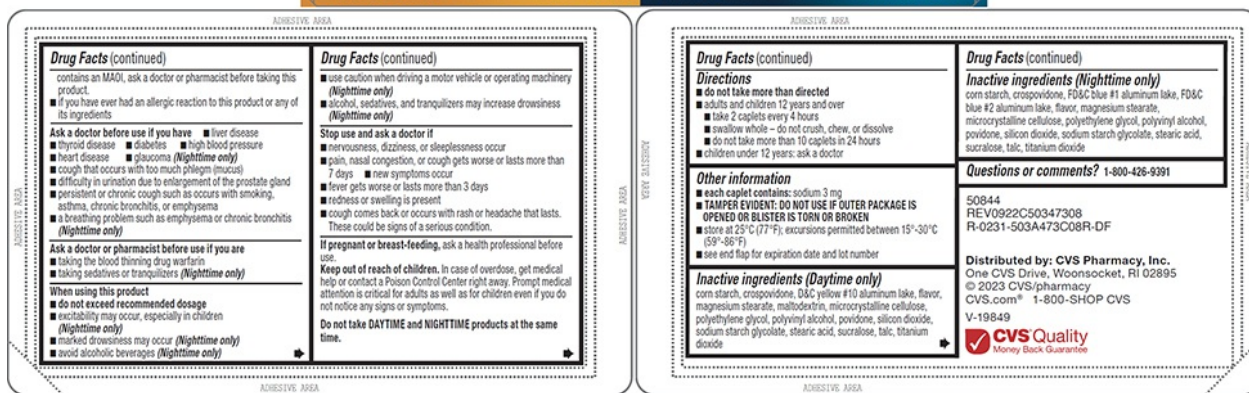 ADHESIVE AREA
Drug Facts (continued)
contains an MAOI, ask a doctor or pharmacist before taking this
product.
■ if you have ever had an allergic reaction to this product or any of
its ingredients
Ask a doctor before use if you have ■ liver disease
■ thyroid disease ■ diabetes ■ high blood pressure
■ heart disease ■ glaucoma (Nighttime only)
■ cough that occurs with too much phlegm (mucus)
■ difficulty in urination due to enlargement of the prostate gland
■ persistent or chronic cough such as occurs with smoking,
asthma, chronic bronchitis, or emphysema
■ a breathing problem such as emphysema or chronic bronchitis
(Nighttime only)
Ask a doctor or pharmacist before use if you are
■ taking the blood thinning drug warfarin
■ taking sedatives or tranquilizers (Nighttime only)
When using this product
■ do not exceed recommended dosage
■ excitability may occur, especially in children
(Nighttime only)
■ marked drowsiness may occur (Nighttime only)
■ avoid alcoholic beverages (Nighttime only)
Drug Facts (continued)
■ use caution when driving a motor vehicle or operating machinery
(Nighttime only)
■ alcohol, sedatives, and tranquilizers may increase drowsiness
(Nighttime only)
Stop use and ask a doctor if
■ nervousness, dizziness, or sleeplessness occur
■ pain, nasal congestion, or cough gets worse or lasts more than
7 days ■ new symptoms occur
■ fever gets worse or lasts more than 3 days
■ redness or swelling is present
■ cough comes back or occurs with rash or headache that lasts.
These could be signs of a serious condition.
If pregnant or breast-feeding, ask a health professional before
use.
Keep out of reach of children. In case of overdose, get medical
help or contact a Poison Control Center right away. Prompt medical
attention is critical for adults as well as for children even if you do
not notice any signs or symptoms.
Do not take DAYTIME and NIGHTTIME products at the same
time.
ADHESIVE AREA
ADHESIVE AREA
ADHESIVE AREA
ADHESIVE AREA
Drug Facts (continued)
Directions
■ do not take more than directed
■ adults and children 12 years and over
■ take 2 caplets every 4 hours
■ swallow whole – do not crush, chew, or dissolve
■ do not take more than 10 caplets in 24 hours
■ children under 12 years: ask a doctor
Other information
■ each caplet contains: sodium 3 mg
■ TAMPER EVIDENT: DO NOT USE IF OUTER PACKAGE IS
OPENED OR BLISTER IS TORN OR BROKEN
■ store at 25°C (77°F); excursions permitted between 15°-30°C
(59°-86°F)
■ see end flap for expiration date and lot number
Inactive ingredients (Daytime only)
corn starch, crospovidone, D&C yellow #10 aluminum lake, flavor,
magnesium stearate, maltodextrin, microcrystalline cellulose,
polyethylene glycol, polyvinyl alcohol, povidone, silicon dioxide,
sodium starch glycolate, stearic acid, sucralose, talc, titanium
dioxide
Drug Facts (continued)
Inactive ingredients (Nighttime only)
corn starch, crospovidone, FD&C blue #1 aluminum lake, FD&C
blue #2 aluminum lake, flavor, magnesium stearate,
microcrystalline cellulose, polyethylene glycol, polyvinyl alcohol,
povidone, silicon dioxide, sodium starch glycolate, stearic acid,
sucralose, talc, titanium dioxide
Questions or comments? 1-800-426-9391
50844
REV0922C50347308
R-0231-503A473C08R-DF
Distributed by: CVS Pharmacy, Inc.
One CVS Drive, Woonsocket, RI 02895
© 2023 CVS/pharmacy
CVS.com® 1-800-SHOP CVS
V-19849
CVS Quality
Money Back Guarantee
ADHESIVE AREA
ADHESIVE AREA